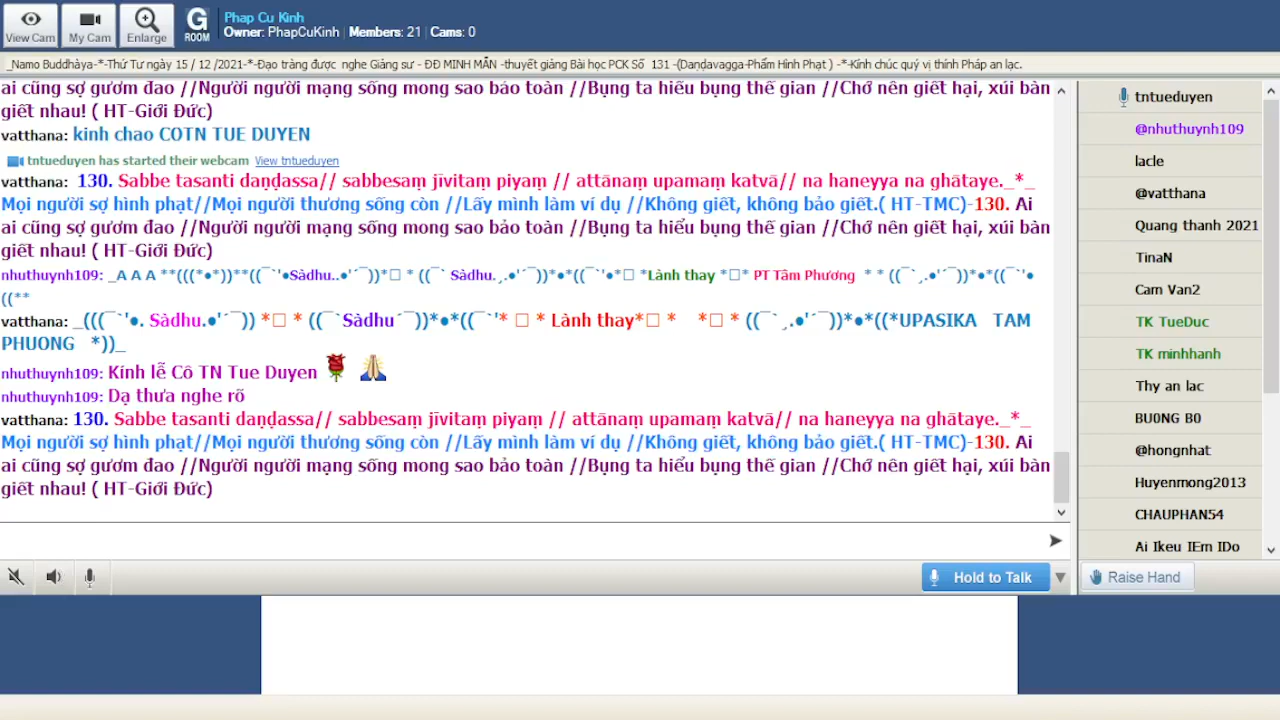 View Cam
My Cam
Enlarge
G
ROOM
Phap Cu Kinh
Owner: PhapCuKinh | Members: 21 | Cams: 0
_Namo Buddhàya-*-Thứ Tư ngày 15 / 12 /2021-*-Đạo tràng được nghe Giảng sư - ĐĐ MINH MẪN -thuyết giảng Bài học PCK Số 131 -(Daṇḍavagga-Phẩm Hình Phạt ) -*-Kính chúc quý vị thính Pháp an lạc.
ai cũng sợ gươm đao //Người người mạng sống mong sao bảo toàn //Bụng ta hiểu bụng thế gian //Chớ nên giết hại, xúi bàn
giết nhau! ( HT-Giới Đức)
vatthana: kinh chao COTN TUE DUYEN
tntueduyen has started their webcam View tntueduyen
vatthana: 130. Sabbe tasanti daṇḍassa// sabbesaṃ jīvitaṃ piyaṃ // attānaṃ upamaṃ katvā// na haneyya na ghātaye._*_
Mọi người sợ hình phạt//Mọi người thương sống còn //Lấy mình làm ví dụ //Không giết, không bảo giết.( HT-TMC)-130. Ai
ai cũng sợ gươm đao //Người người mạng sống mong sao bảo toàn //Bụng ta hiểu bụng thế gian //Chớ nên giết hại, xúi bàn
giết nhau! ( HT-Giới Đức)
nhuthuynh109: _A A A **(((*●*))**((¯`'●Sàdhu..●'´¯))*□ * ((¯` Sàdhu.¸.●'´¯))*●*((¯`'●*□ *Lành thay *□* PT Tâm Phương * * ((¯`¸.●'´¯))*●*((¯`'●
((**
vatthana: _(((¯`'●. Sàdhu.●'´¯)) *□ * ((¯`Sàdhu´¯))*●*((¯`'* □ * Lành thay*□ * *□ * ((¯`¸.●'´¯))*●*((*UPASIKA TAM
PHUONG *))_
nhuthuynh109: Kính lễ Cô TN Tue Duyen
nhuthuynh109: Dạ thưa nghe rõ
vatthana: 130. Sabbe tasanti daṇḍassa// sabbesaṃ jīvitaṃ piyaṃ // attānaṃ upamaṃ katvā// na haneyya na ghātaye._*_
Mọi người sợ hình phạt//Mọi người thương sống còn //Lấy mình làm ví dụ //Không giết, không bảo giết.( HT-TMC)-130. Ai
ai cũng sợ gươm đao //Người người mạng sống mong sao bảo toàn //Bụng ta hiểu bụng thế gian //Chớ nên giết hại, xúi bàn
giết nhau! ( HT-Giới Đức)
Hold to Talk
tntueduyen
@nhuthuynh109
lacle
@vatthana
Quang thanh 2021
TinaN
Cam Van2
TK TueDuc
TK minhhanh
Thy an lac
BU0NG B0
@hongnhat
Huyenmong2013
CHAUPHAN54
Ai Ikeu IEm IDo
Raise Hand